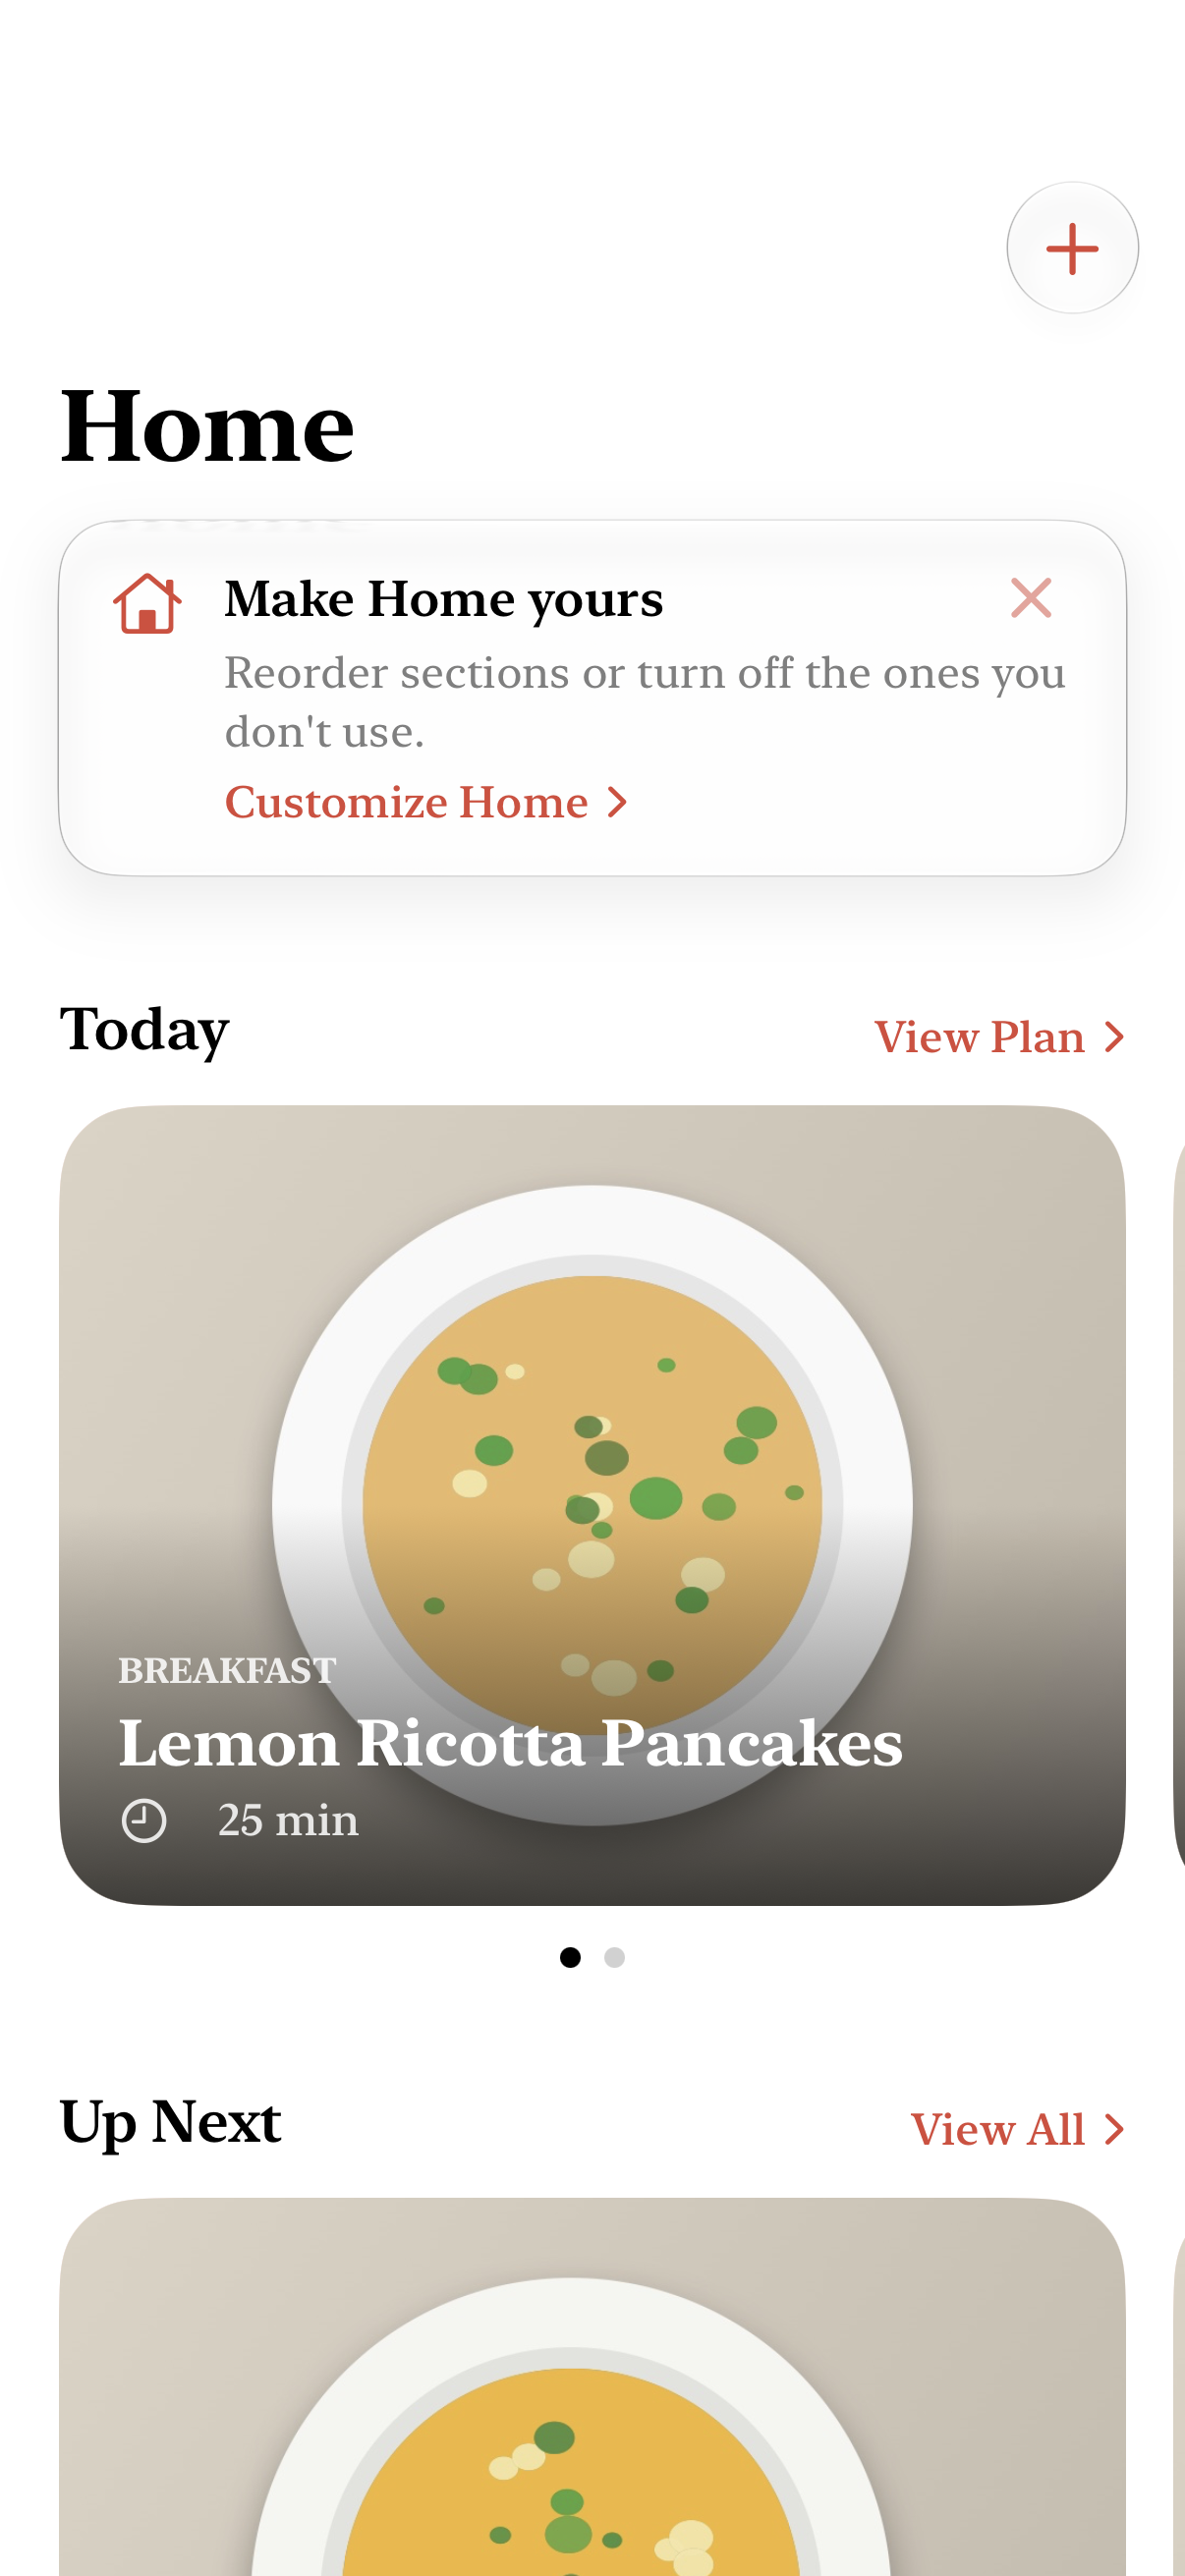 Home
Make Home yours
Reorder sections or turn off the ones you
don't use.
Customize Home
Today
View Plan
BREAKFAST
Lemon Ricotta Pancakes
25 min
Up Next
View All